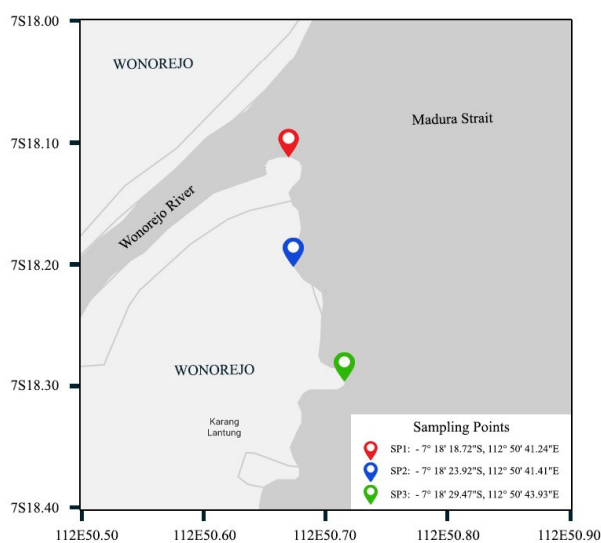 7S18.00
WONOREJO
Madura Strait
7S18.10
Wonorejo River
7S18.20
7S18.30
WONOREJO
Karang
Lantung
Sampling Points
SP1: - 7° 18' 18.72"S, 112° 50' 41.24"E
SP2: - 7° 18' 23.92"S, 112° 50' 41.41"E
SP3: - 7° 18' 29.47"S, 112° 50' 43.93"E
7S18.40
112E50.50 112E50.60 112E50.70 112E50.80 112E50.90